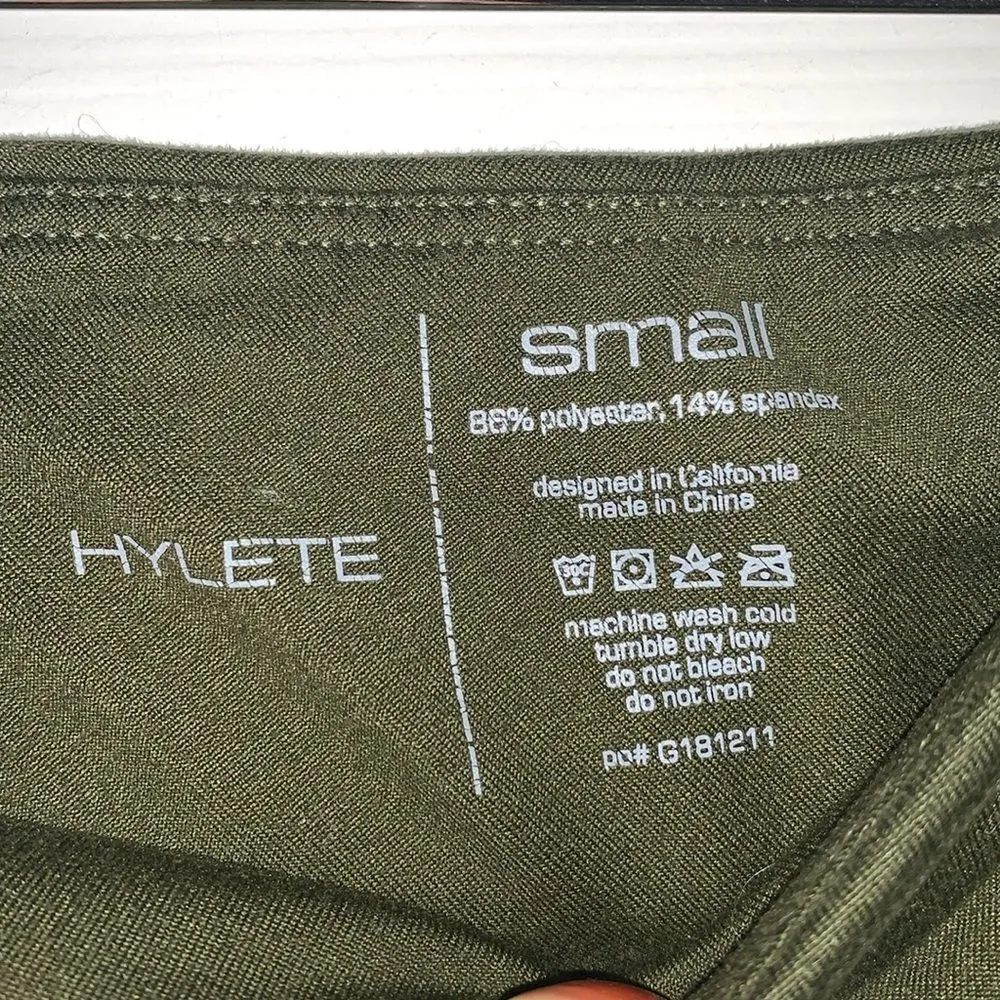 HYLETE
small
86% polyester, 14% spandex
designed in California
made in China
30C
machine wash cold
tumble dry low
do not bleach
do not iron
po# G181211